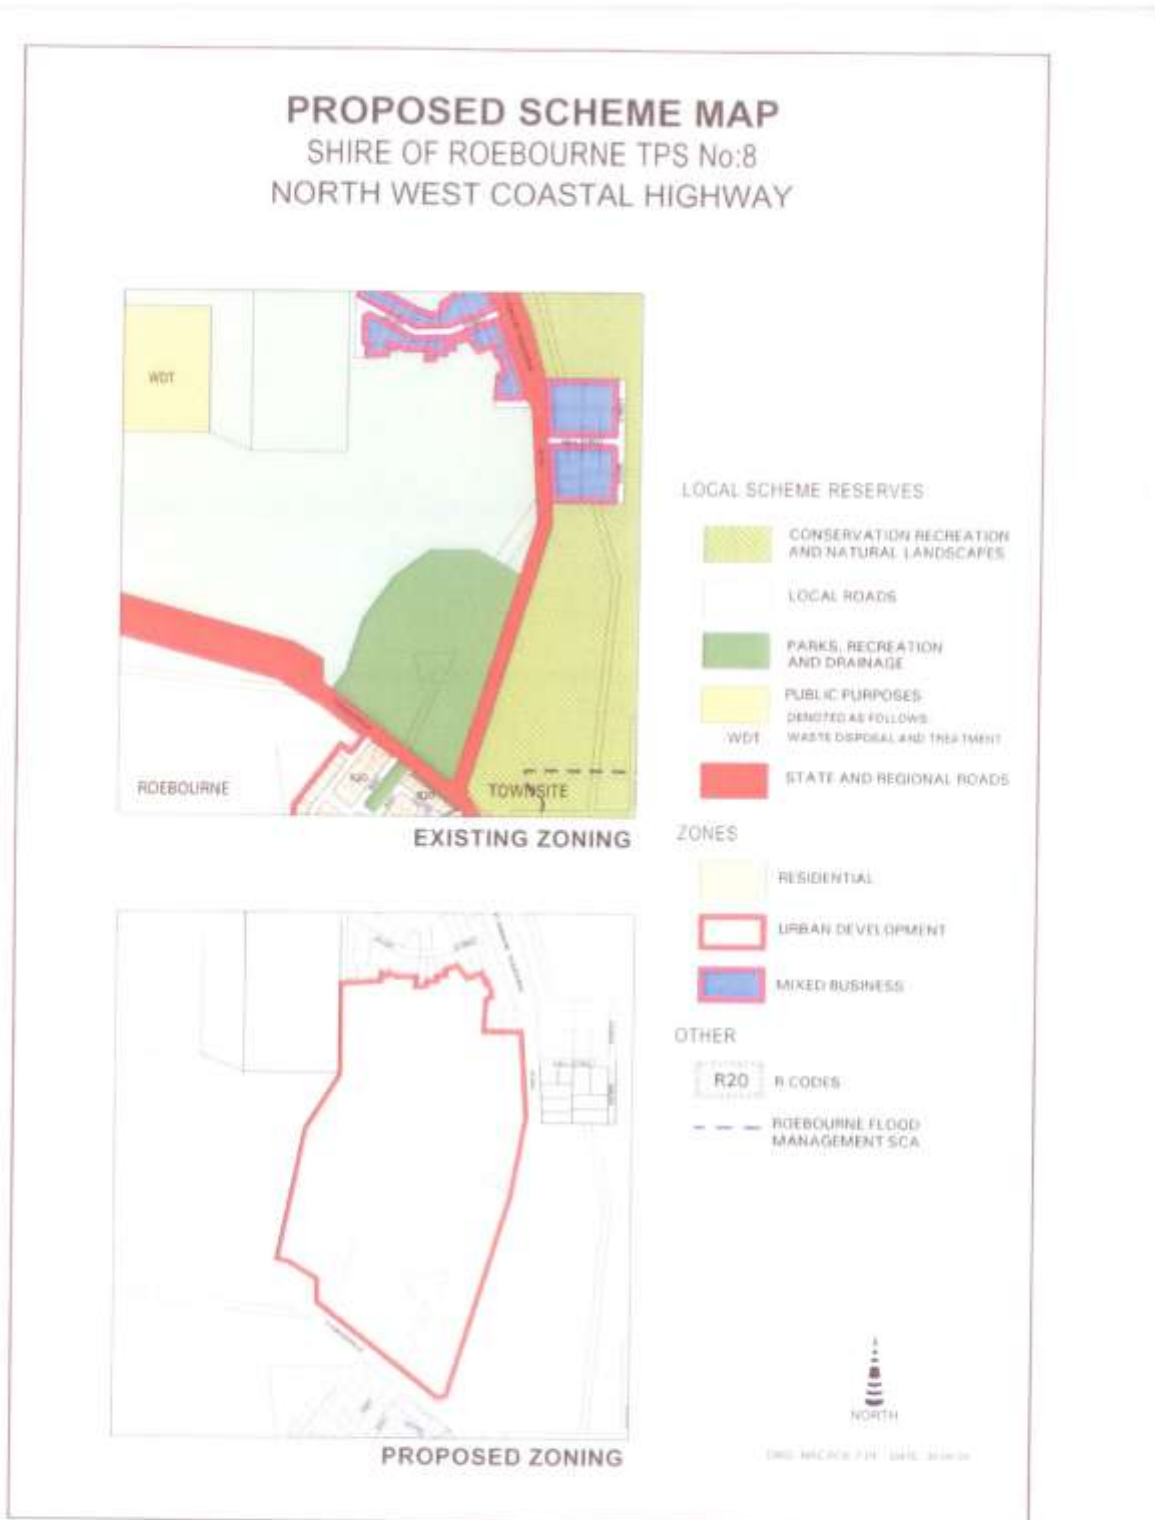 PROPOSED SCHEME MAP
SHIRE OF ROEBOURNE TPS No:8
NORTH WEST COASTAL HIGHWAY
WDT
R20
R20
ROEBOURNE
TOWNSITE
EXISTING ZONING
LOCAL SCHEME RESERVES
CONSERVATION RECREATION
AND NATURAL LANDSCAPES
LOCAL ROADS
PARKS, RECREATION
AND DRAINAGE
PUBLIC PURPOSES
DENOTED AS FOLLOWS:
WDT WASTE DISPOSAL AND TREATMENT
STATE AND REGIONAL ROADS
ZONES
RESIDENTIAL
URBAN DEVELOPMENT
MIXED BUSINESS
OTHER
R20 R CODES
ROEBOURNE FLOOD
MANAGEMENT SCA
PROPOSED ZONING
NORTH